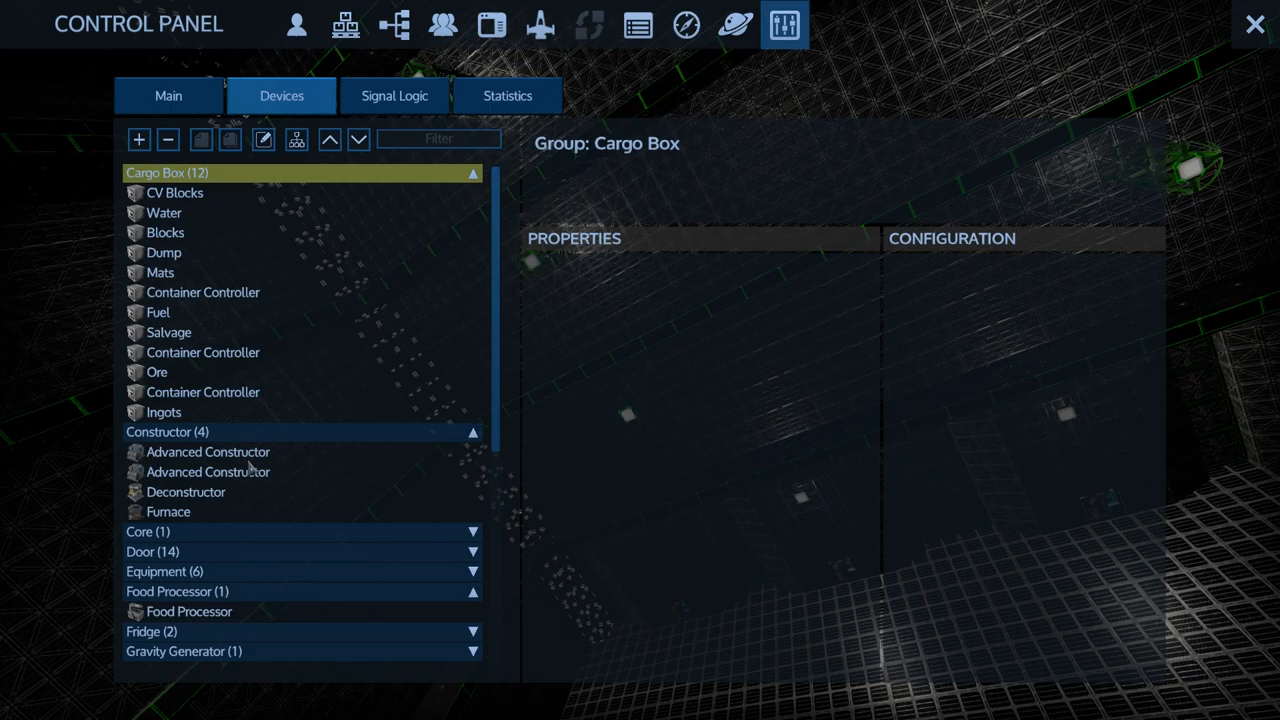 CONTROL PANEL
Main
Devices
Signal Logic
Statistics
Filter
Group: Cargo Box
Cargo Box (12)
CV Blocks
Water
Blocks
Dump
Mats
Container Controller
Fuel
Salvage
Container Controller
Ore
Container Controller
Ingots
Constructor (4)
Advanced Constructor
Advanced Constructor
Deconstructor
Furnace
Core (1)
Door (14)
Equipment (6)
Food Processor (1)
Food Processor
Fridge (2)
Gravity Generator (1)
PROPERTIES
CONFIGURATION